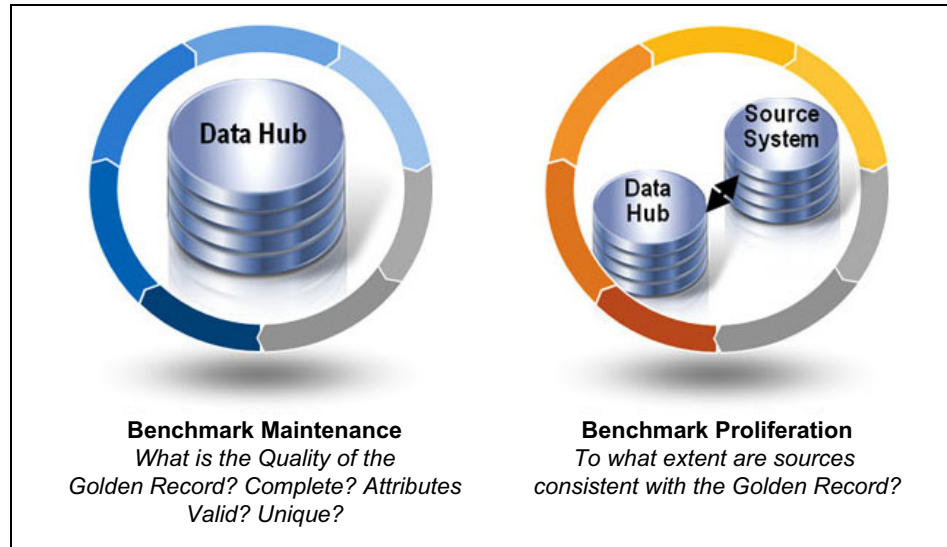 Data Hub
Source
System
Data
Hub
Benchmark Maintenance
What is the Quality of the
Golden Record? Complete? Attributes
Valid? Unique?
Benchmark Proliferation
To what extent are sources
consistent with the Golden Record?